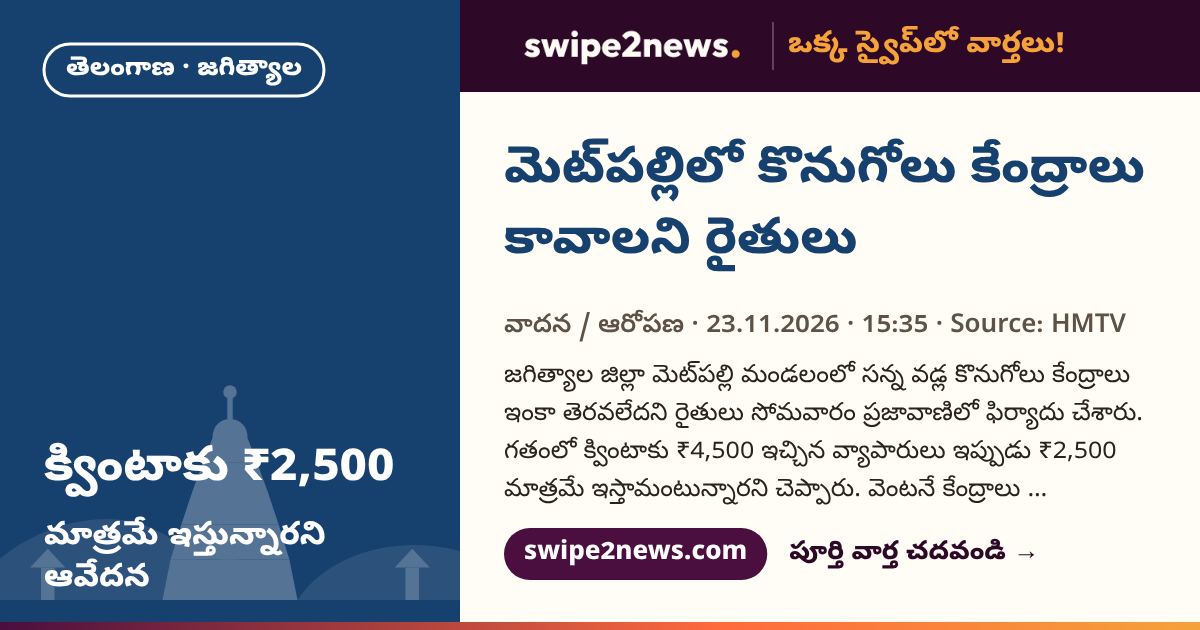 తెలంగాణ · జగిత్యాల
swipe2news.
ఒక్క స్వైప్‌లో వార్తలు!
మెట్‌పల్లిలో కొనుగోలు కేంద్రాలు
కావాలని రైతులు
వాదన / ఆరోపణ · 23.11.2026 · 15:35 · Source: HMTV
జగిత్యాల జిల్లా మెట్‌పల్లి మండలంలో సన్న వడ్ల కొనుగోలు కేంద్రాలు
ఇంకా తెరవలేదని రైతులు సోమవారం ప్రజావాణిలో ఫిర్యాదు చేశారు.
గతంలో క్వింటాకు ₹4,500 ఇచ్చిన వ్యాపారులు ఇప్పుడు ₹2,500
మాత్రమే ఇస్తామంటున్నారని చెప్పారు. వెంటనే కేంద్రాలు ...
క్వింటాకు ₹2,500
మాత్రమే ఇస్తున్నారని
ఆవేదన
swipe2news.com
పూర్తి వార్త చదవండి →